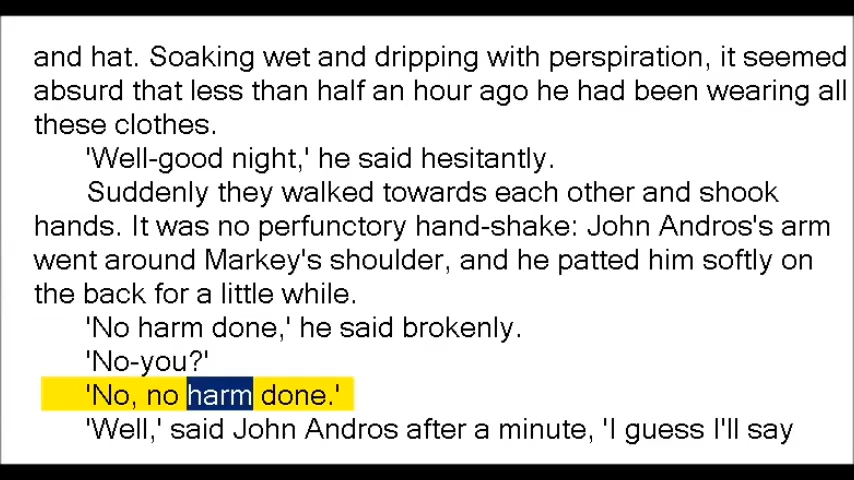 and hat. Soaking wet and dripping with perspiration, it seemed
absurd that less than half an hour ago he had been wearing all
these clothes.
'Well-good night,' he said hesitantly.
Suddenly they walked towards each other and shook
hands. It was no perfunctory hand-shake: John Andros's arm
went around Markey's shoulder, and he patted him softly on
the back for a little while.
'No harm done,' he said brokenly.
'No-you?'
'No, no harm done.'
'Well,' said John Andros after a minute, 'I guess I'll say